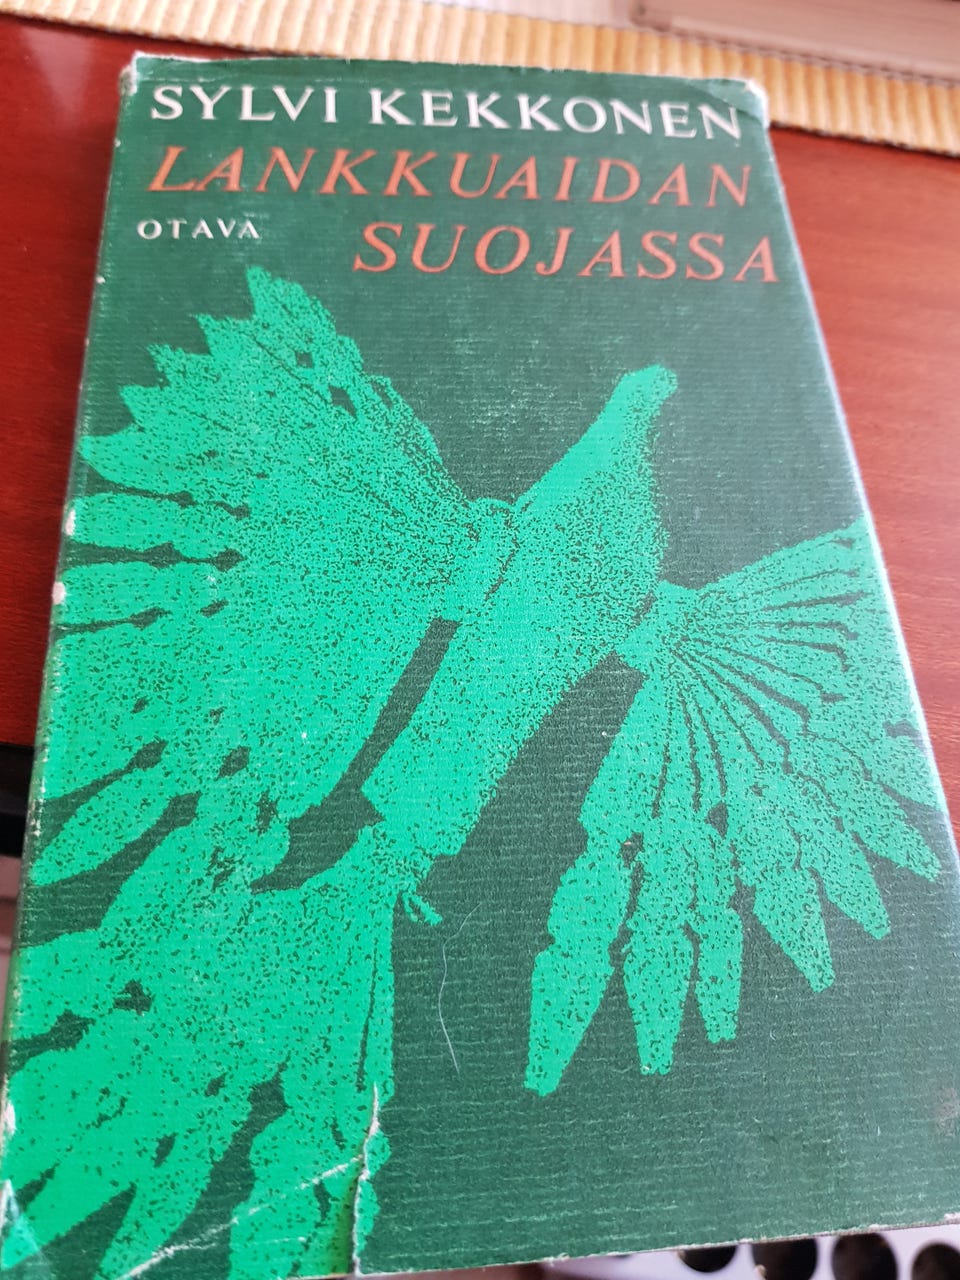 SYLVI KEKKONEN
LANKKUAIDAN
OTAVA
SUOJASSA